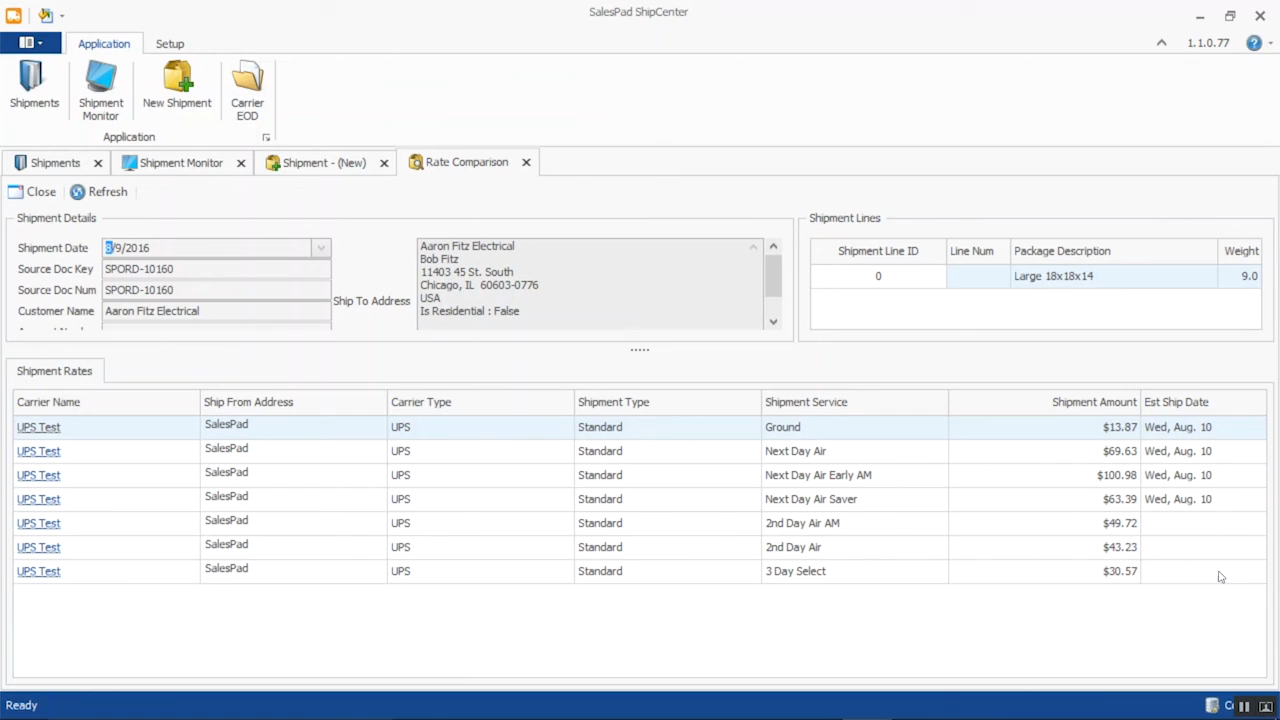 SalesPad ShipCenter
Application
Setup
1.1.0.77
Shipments
Shipment Monitor
New Shipment
Carrier EOD
Application
Shipments
Shipment Monitor
Shipment - (New)
Rate Comparison
Close
Refresh
Shipment Details
Shipment Date 8/9/2016
Source Doc Key SPORD-10160
Source Doc Num SPORD-10160
Customer Name Aaron Fitz Electrical
Ship To Address
Aaron Fitz Electrical
Bob Fitz
11403 45 St. South
Chicago, IL 60603-0776
USA
Is Residential : False
Shipment Lines
Shipment Line ID Line Num Package Description Weight
0 Large 18x18x14 9.0
Shipment Rates
Carrier Name Ship From Address Carrier Type Shipment Type Shipment Service Shipment Amount Est Ship Date
UPS Test SalesPad UPS Standard Ground $13.87 Wed, Aug. 10
UPS Test SalesPad UPS Standard Next Day Air $69.63 Wed, Aug. 10
UPS Test SalesPad UPS Standard Next Day Air Early AM $100.98 Wed, Aug. 10
UPS Test SalesPad UPS Standard Next Day Air Saver $63.39 Wed, Aug. 10
UPS Test SalesPad UPS Standard 2nd Day Air AM $49.72
UPS Test SalesPad UPS Standard 2nd Day Air $43.23
UPS Test SalesPad UPS Standard 3 Day Select $30.57
Ready